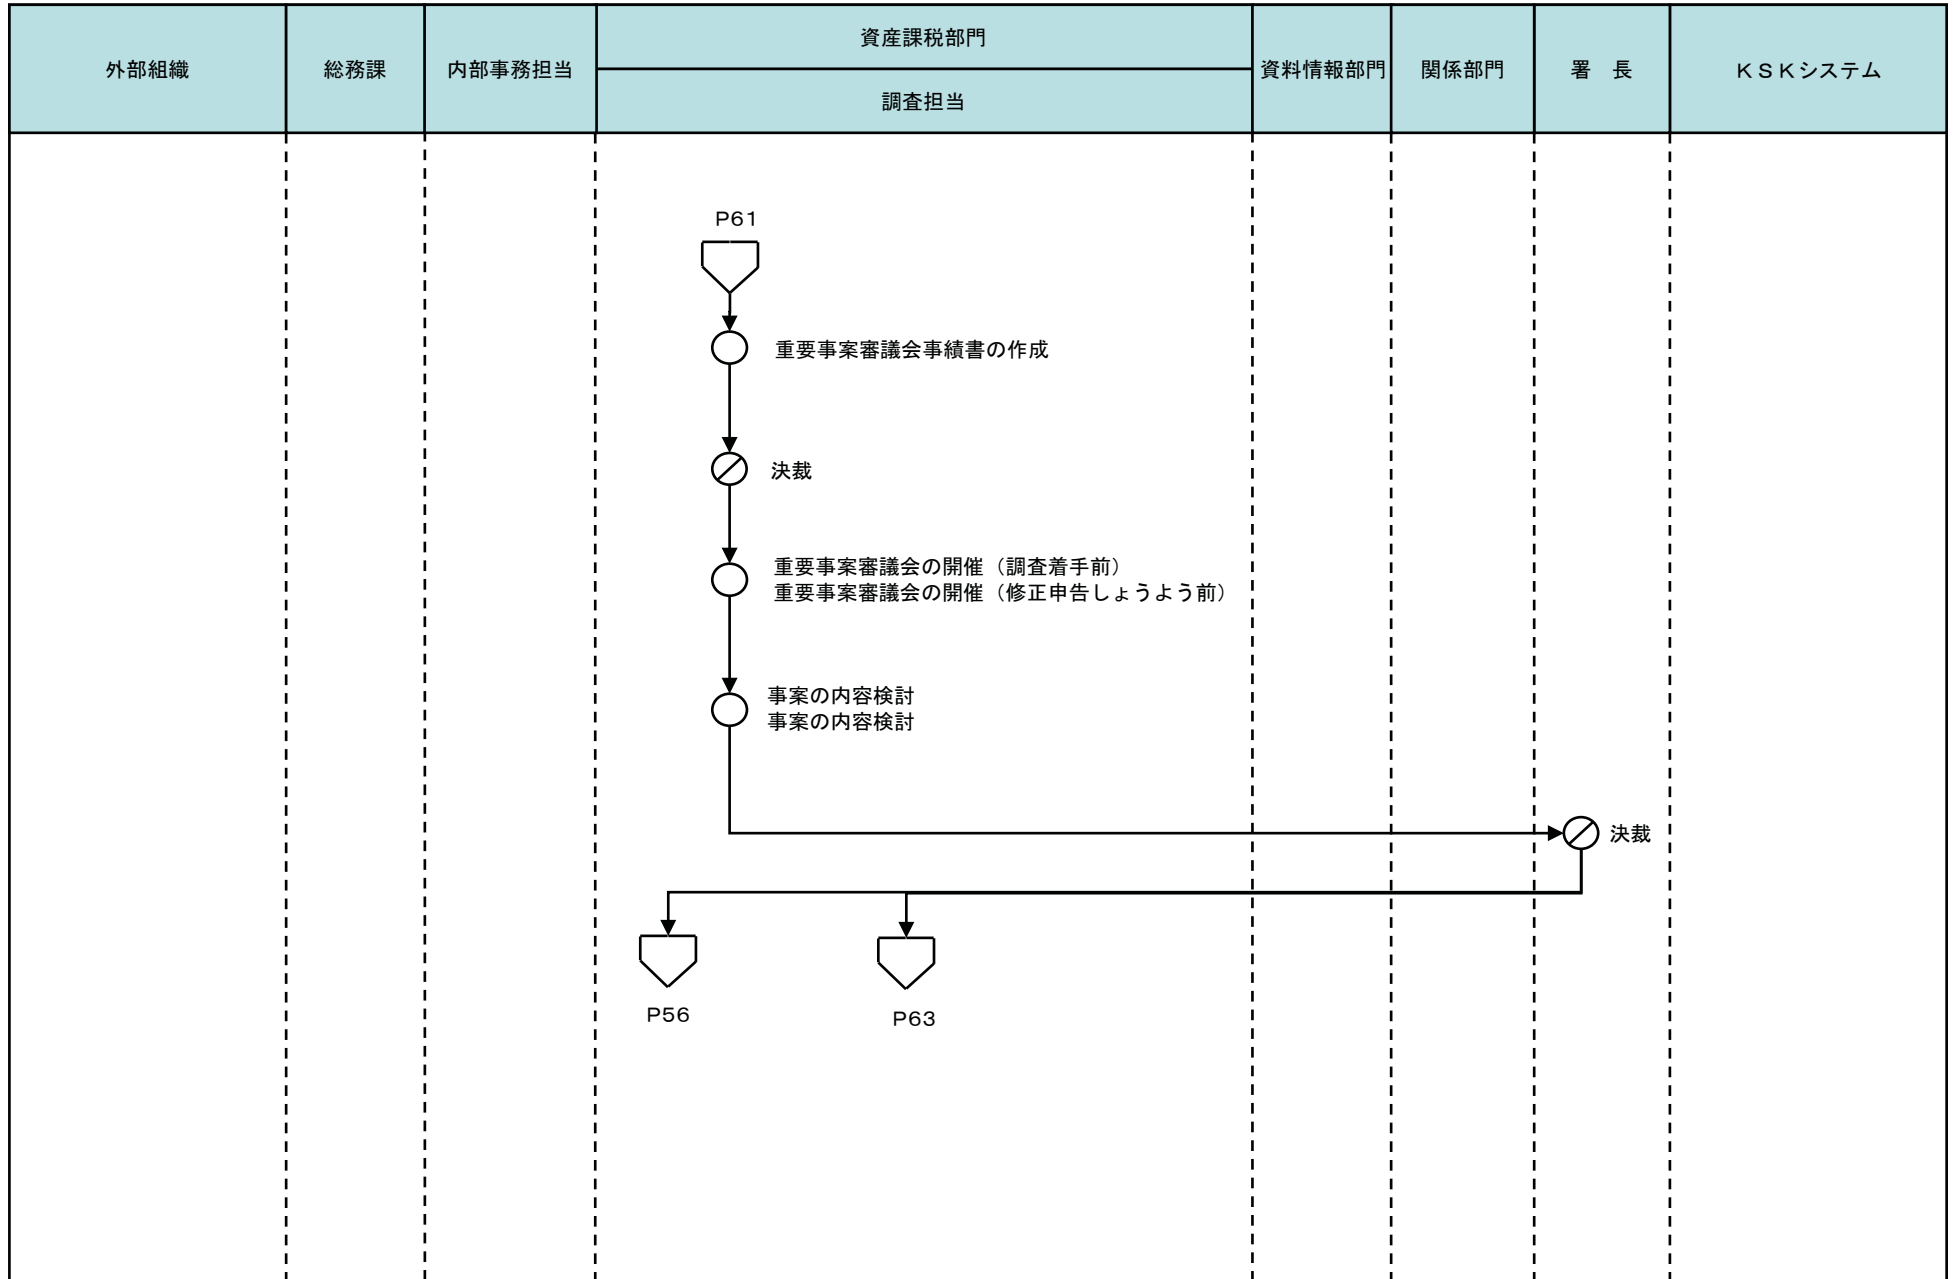 外部組織
総務課
内部事務担当
資産課税部門
調査担当
資料情報部門
関係部門
署　長
ＫＳＫシステム
P61
重要事案審議会事績書の作成
決裁
重要事案審議会の開催（調査着手前）
重要事案審議会の開催（修正申告しょうよう前）
事案の内容検討
事案の内容検討
決裁
P56
P63